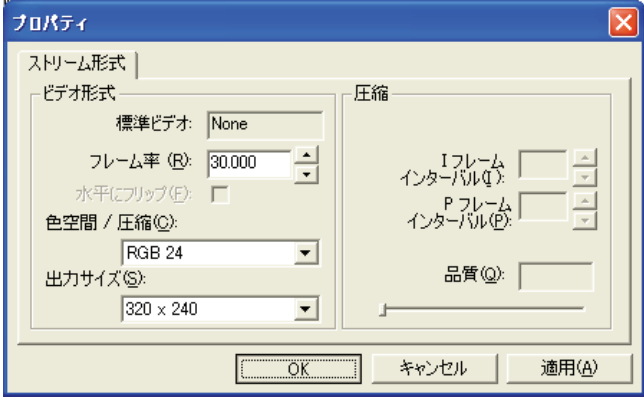 プロパティ
ストリーム形式
ビデオ形式
標準ビデオ: None
フレーム率 (R): 30.000
水平にフリップ(F):
色空間 / 圧縮(C):
RGB 24
出力サイズ(S):
320 x 240
圧縮
I フレーム
インターバル(I):
P フレーム
インターバル(P):
品質(Q):
OK
キャンセル
適用(A)